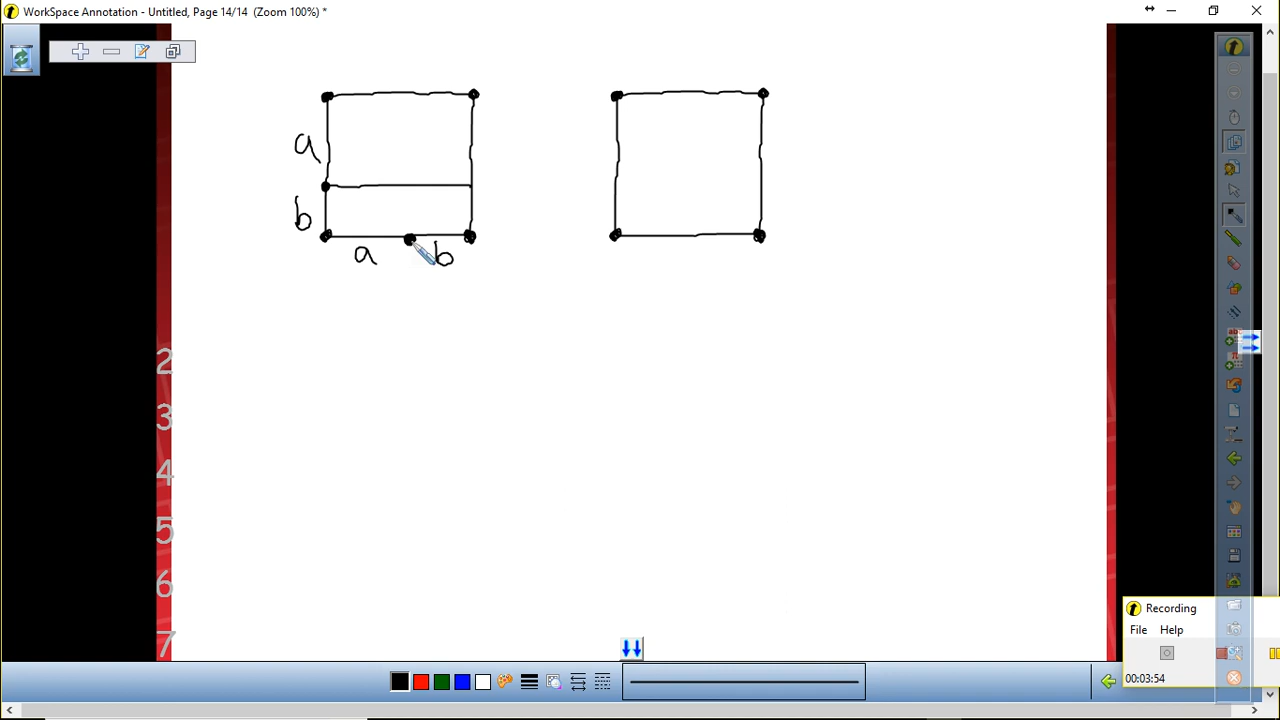 WorkSpace Annotation - Untitled, Page 14/14 (Zoom 100%) *
a
b
a b
2
3
4
5
6
7
Recording
File Help
00:03:54